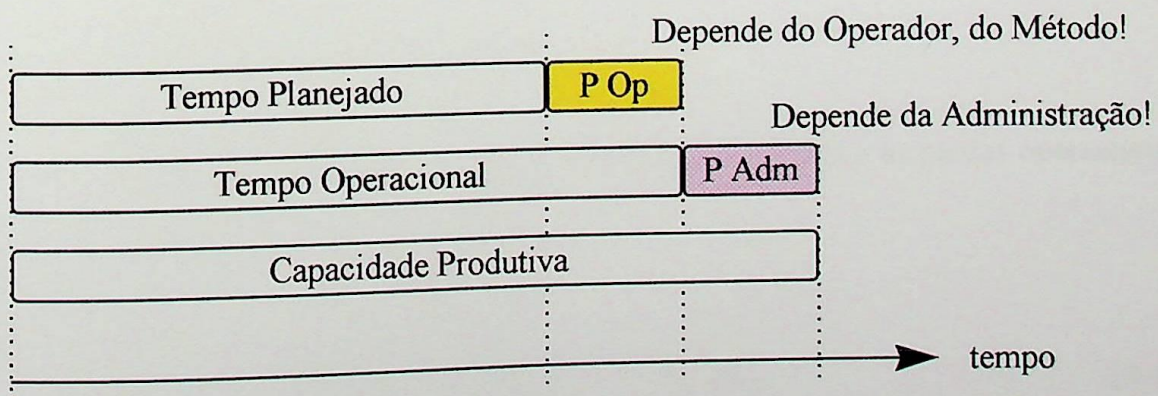 Depende do Operador, do Método!
Tempo Planejado
P Op
Depende da Administração!
Tempo Operacional
P Adm
Capacidade Produtiva
tempo